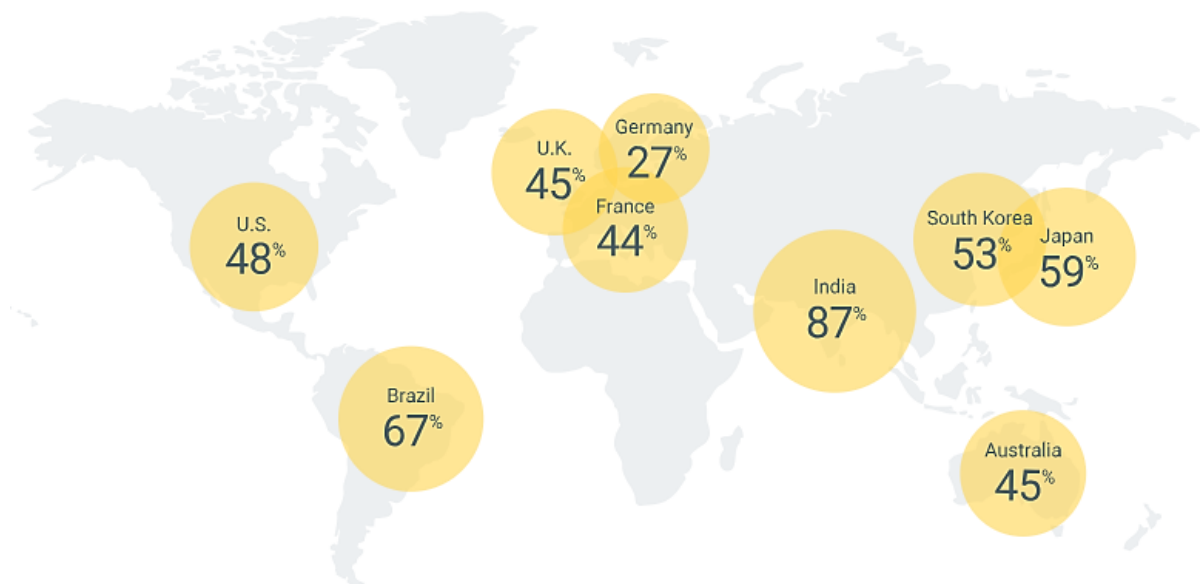 Germany
27%
U.K.
45%
France
44%
U.S.
48%
South Korea
53%
Japan
59%
India
87%
Brazil
67%
Australia
45%